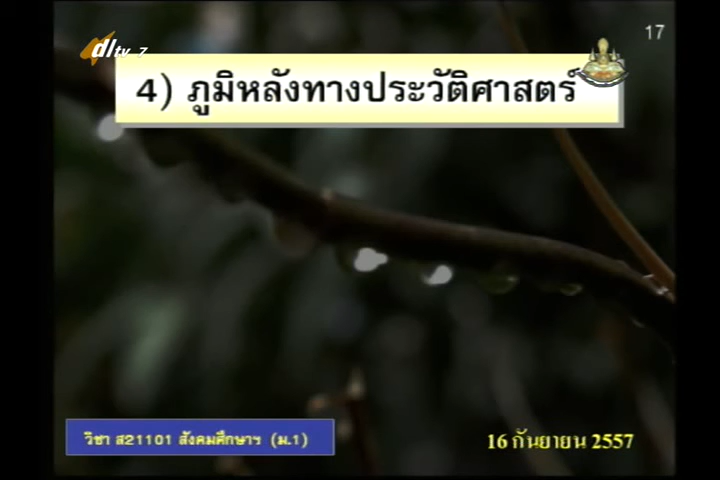 17
dltv 7
4) ภูมิหลังทางประวัติศาสตร์
วิชา ส21101 สังคมศึกษาฯ (ม.1)
16 กันยายน 2557